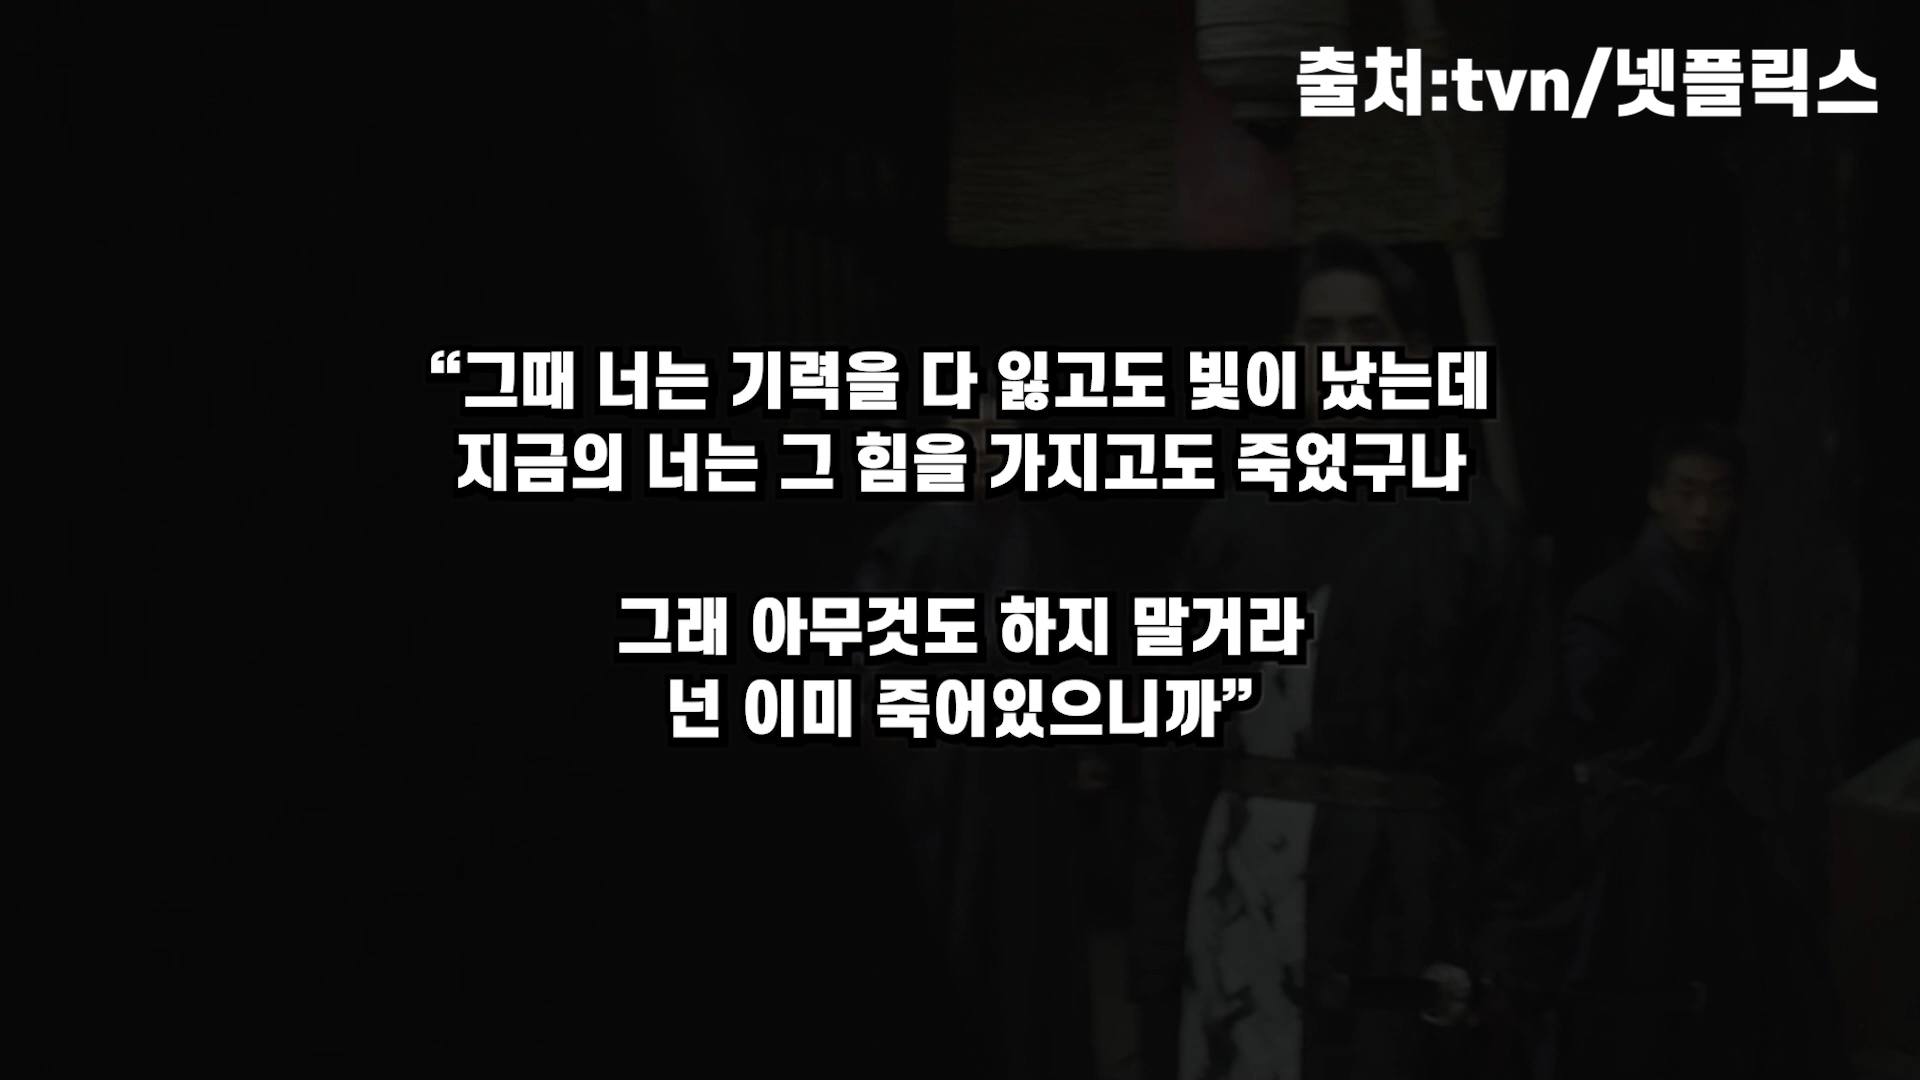 출처:tvn/넷플릭스
“그때 너는 기력을 다 잃고도 빛이 났는데
지금의 너는 그 힘을 가지고도 죽었구나
그래 아무것도 하지 말거라
넌 이미 죽어있으니까”